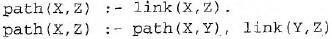 path(X,Z) :- link(X,Z).
path(X,Z) :- path(X,Y), link(Y,Z)